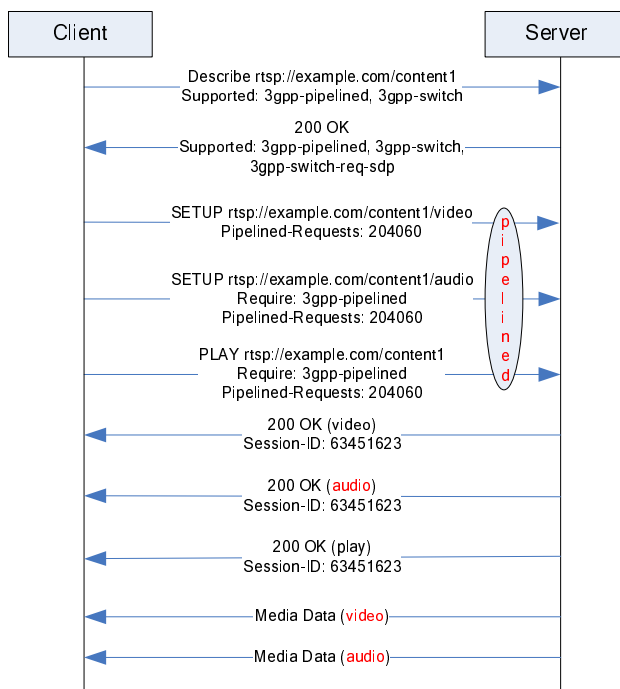 Client
Server
Describe rtsp://example.com/content1
Supported: 3gpp-pipelined, 3gpp-switch
200 OK
Supported: 3gpp-pipelined, 3gpp-switch,
3gpp-switch-req-sdp
SETUP rtsp://example.com/content1/video
Pipelined-Requests: 204060
SETUP rtsp://example.com/content1/audio
Require: 3gpp-pipelined
Pipelined-Requests: 204060
PLAY rtsp://example.com/content1
Require: 3gpp-pipelined
Pipelined-Requests: 204060
pipelined
200 OK (video)
Session-ID: 63451623
200 OK (audio)
Session-ID: 63451623
200 OK (play)
Session-ID: 63451623
Media Data (video)
Media Data (audio)